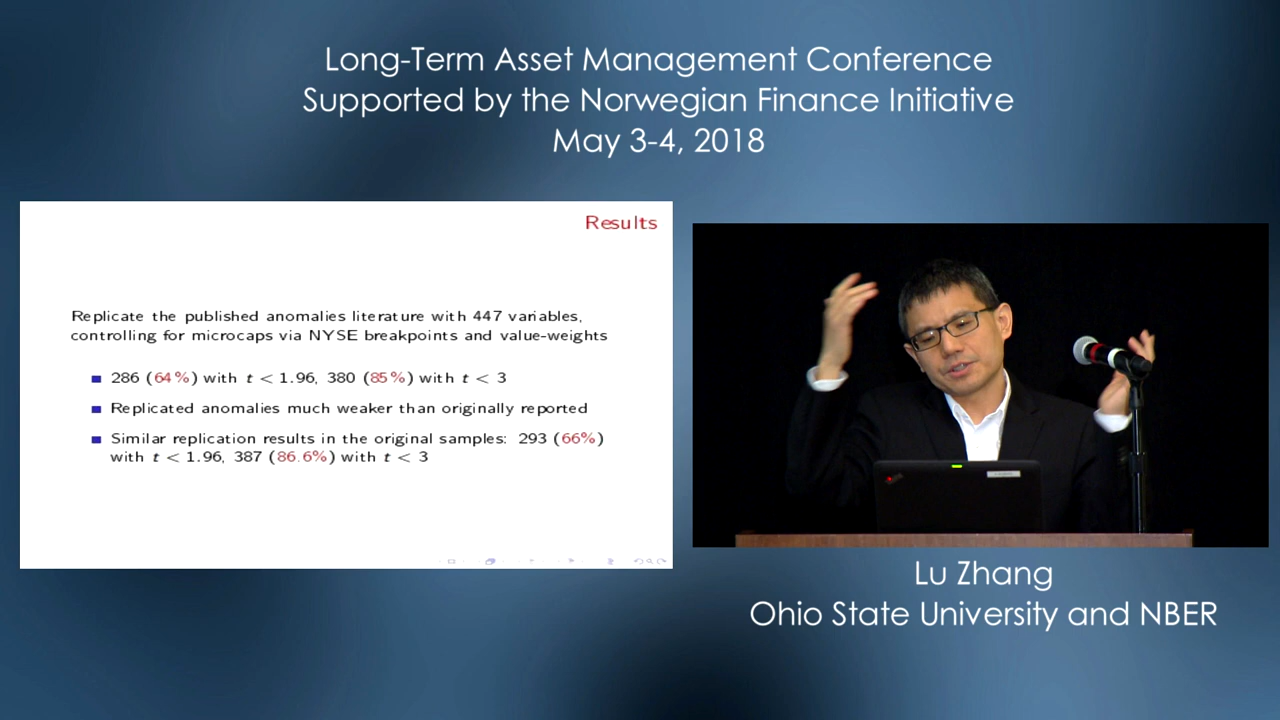 Long-Term Asset Management Conference
Supported by the Norwegian Finance Initiative
May 3-4, 2018
Results
Replicate the published anomalies literature with 447 variables,
controlling for microcaps via NYSE breakpoints and value-weights
286 (64%) with t < 1.96, 380 (85%) with t < 3
Replicated anomalies much weaker than originally reported
Similar replication results in the original samples: 293 (66%)
with t < 1.96, 387 (86.6%) with t < 3
Lu Zhang
Ohio State University and NBER